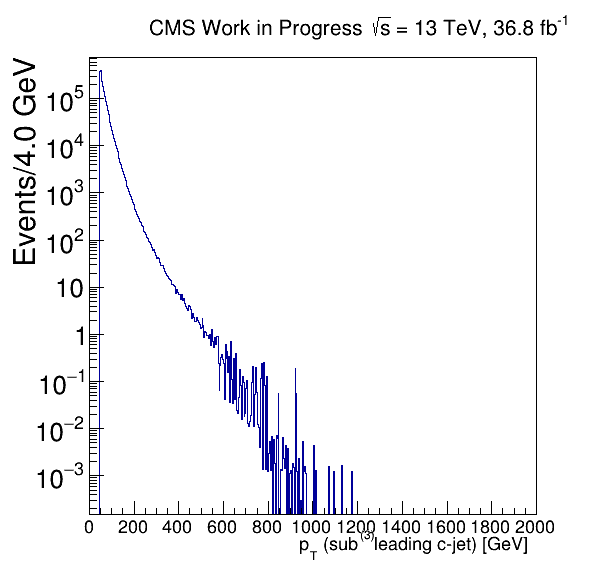 CMS Work in Progress √s = 13 TeV, 36.8 fb⁻¹
Events/4.0 GeV
10⁵
10⁴
10³
10²
10
1
10⁻¹
10⁻²
10⁻³
0 200 400 600 800 1000 1200 1400 1600 1800 2000
p_T (sub⁽³⁾leading c-jet) [GeV]